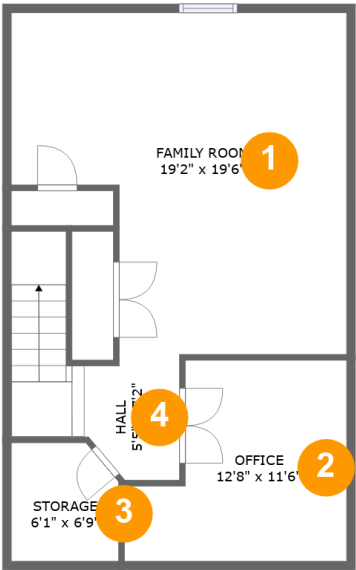 FAMILY ROOM
19'2" x 19'6"
1
HALL
4
OFFICE
12'8" x 11'6"
2
STORAGE
6'1" x 6'9"
3